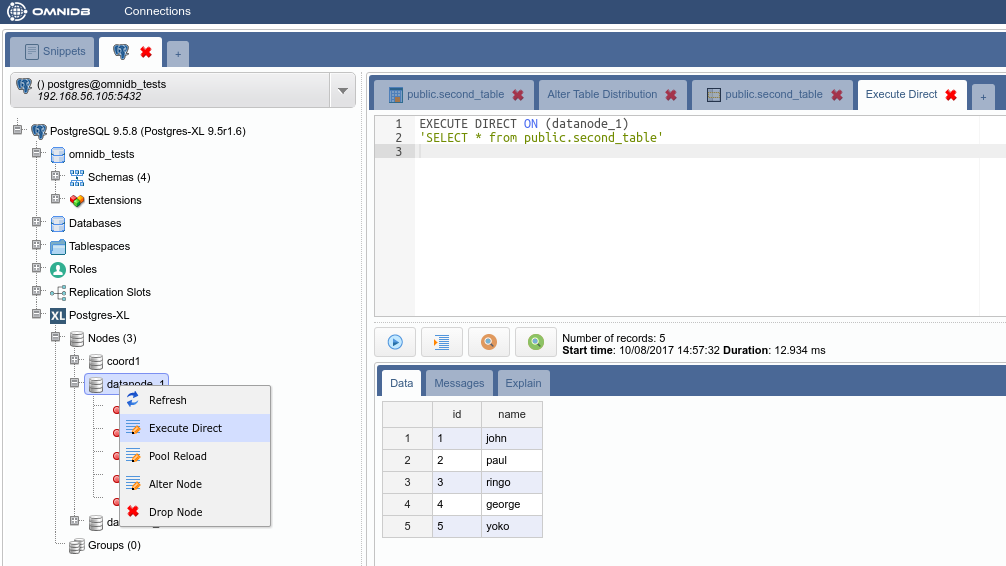 OMNIDB Connections
Snippets
+
() postgres@omnidb_tests
192.168.56.105:5432
PostgreSQL 9.5.8 (Postgres-XL 9.5r1.6)
omnidb_tests
Schemas (4)
Extensions
Databases
Tablespaces
Roles
Replication Slots
XL Postgres-XL
Nodes (3)
coord1
datanode_1
Groups (0)
Refresh
Execute Direct
Pool Reload
Alter Node
Drop Node
public.second_table Alter Table Distribution public.second_table Execute Direct +
1 EXECUTE DIRECT ON (datanode_1)
2 'SELECT * from public.second_table'
3
Number of records: 5
Start time: 10/08/2017 14:57:32 Duration: 12.934 ms
Data Messages Explain
id name
1 1 john
2 2 paul
3 3 ringo
4 4 george
5 5 yoko